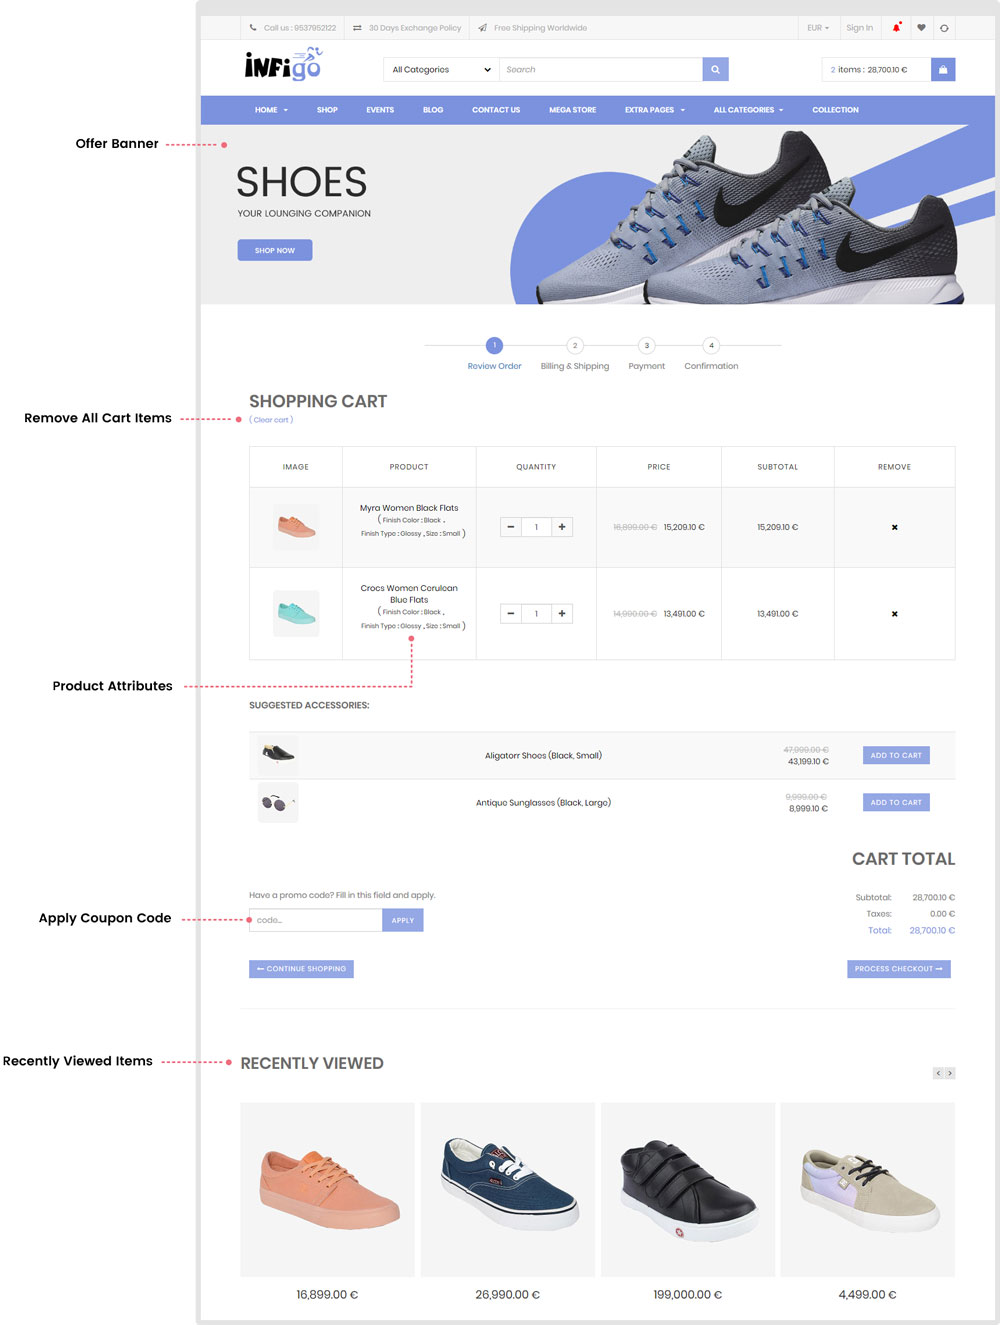 Call us : 9537952122
30 Days Exchange Policy
Free Shipping Worldwide
EUR
Sign In
iNFiGO
All Categories
Search
2 items : 28,700.10 €
HOME
SHOP
EVENTS
BLOG
CONTACT US
MEGA STORE
EXTRA PAGES
ALL CATEGORIES
COLLECTION
Offer Banner
SHOES
YOUR LOUNGING COMPANION
SHOP NOW
1
2
3
4
Review Order
Billing & Shipping
Payment
Confirmation
SHOPPING CART
Remove All Cart Items
( Clear cart )
IMAGE
PRODUCT
QUANTITY
PRICE
SUBTOTAL
REMOVE
Myra Women Black Flats
( Finish Color : Black ,
Finish Type : Glossy , Size : Small )
1
16,899.00 € 15,209.10 €
15,209.10 €
Crocs Women Cerulean
Blue Flats
( Finish Color : Black ,
Finish Type : Glossy , Size : Small )
1
14,990.00 € 13,491.00 €
13,491.00 €
Product Attributes
SUGGESTED ACCESSORIES:
Aligatorr Shoes (Black, Small)
47,999.00 €
43,199.10 €
ADD TO CART
Antique Sunglasses (Black, Large)
9,999.00 €
8,999.10 €
ADD TO CART
CART TOTAL
Have a promo code? Fill in this field and apply.
Apply Coupon Code
code...
APPLY
Subtotal: 28,700.10 €
Taxes: 0.00 €
Total: 28,700.10 €
CONTINUE SHOPPING
PROCESS CHECKOUT
Recently Viewed Items
RECENTLY VIEWED
16,899.00 €
26,990.00 €
199,000.00 €
4,499.00 €